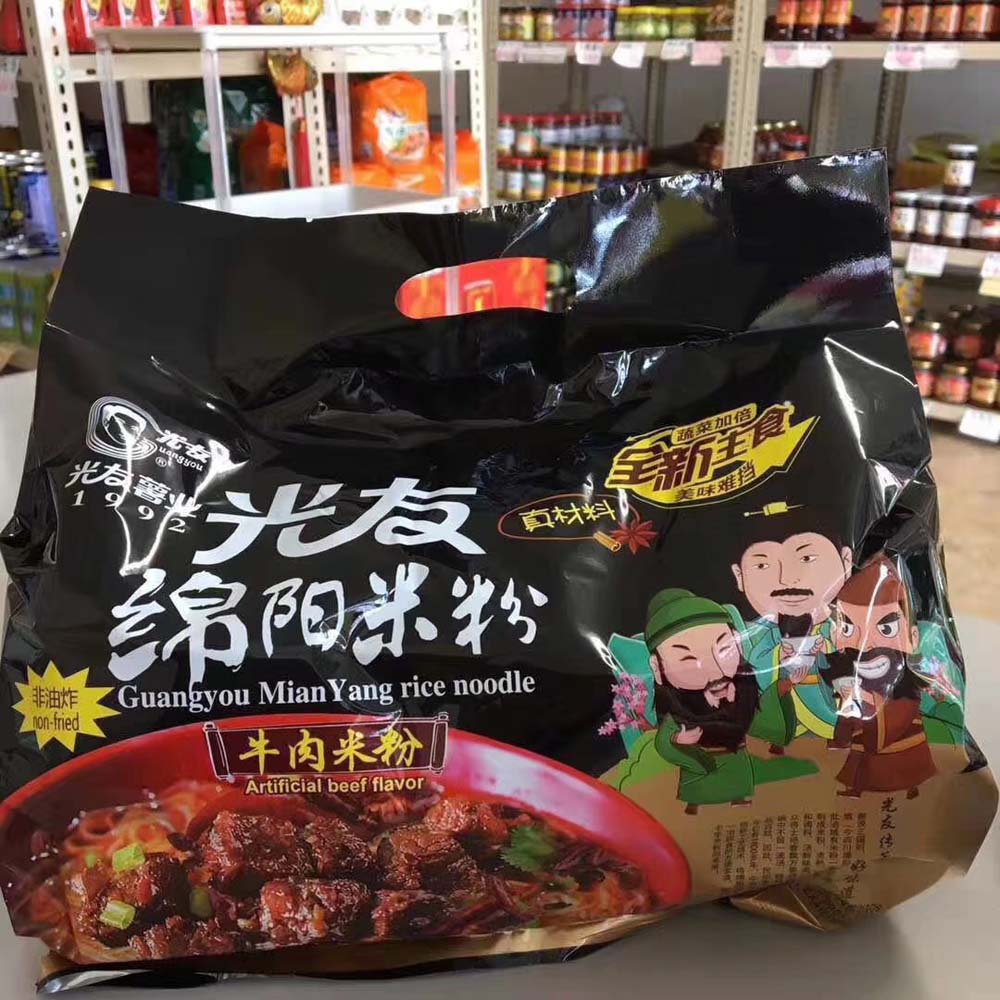 光友
Guangyou
®
光友薯业
1992
光友
绵阳米粉
Guangyou MianYang rice noodle
真材料
蔬菜加倍
全新主食
美味难挡
非油炸
non-fried
牛肉米粉
Artificial beef flavor